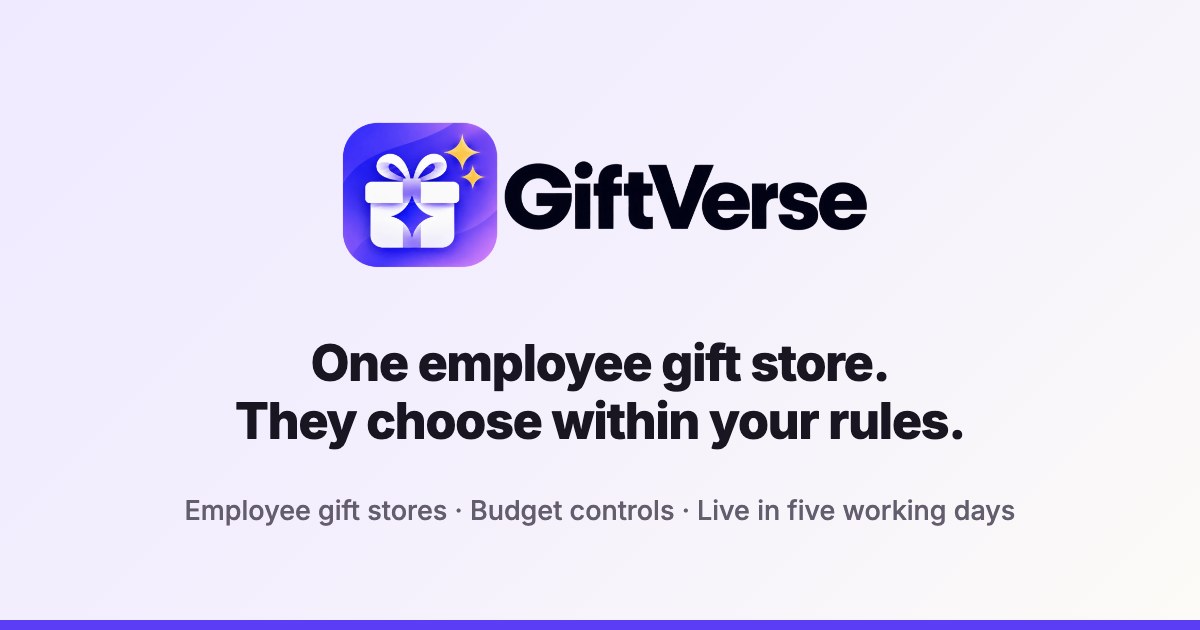 GiftVerse
One employee gift store.
They choose within your rules.
Employee gift stores · Budget controls · Live in five working days